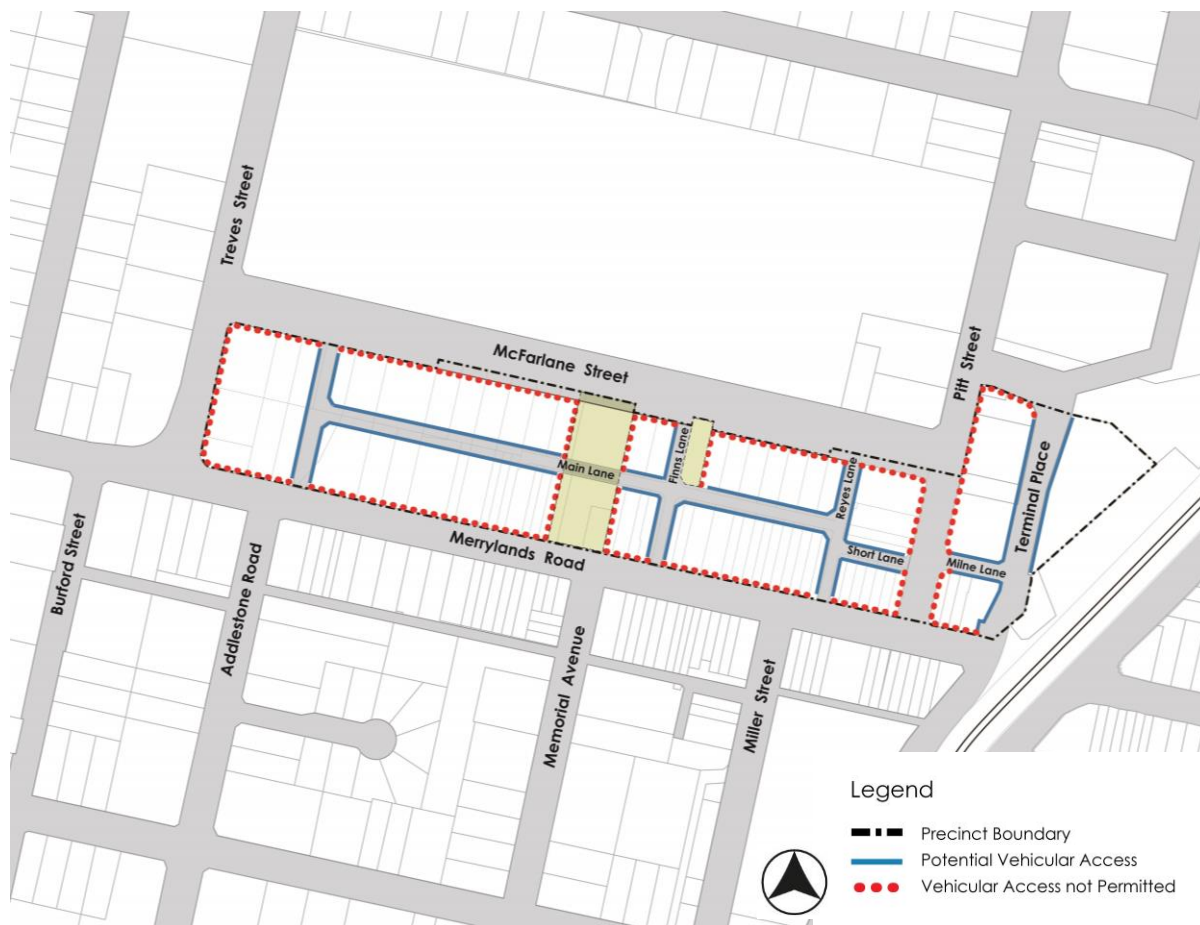 Treves Street
McFarlane Street
Pitt Street
Terminal Place
Main Lane
Finns Lane
Reyes Lane
Short Lane
Milne Lane
Merrylands Road
Burford Street
Addlestone Road
Memorial Avenue
Miller Street
Legend
Precinct Boundary
Potential Vehicular Access
Vehicular Access not Permitted